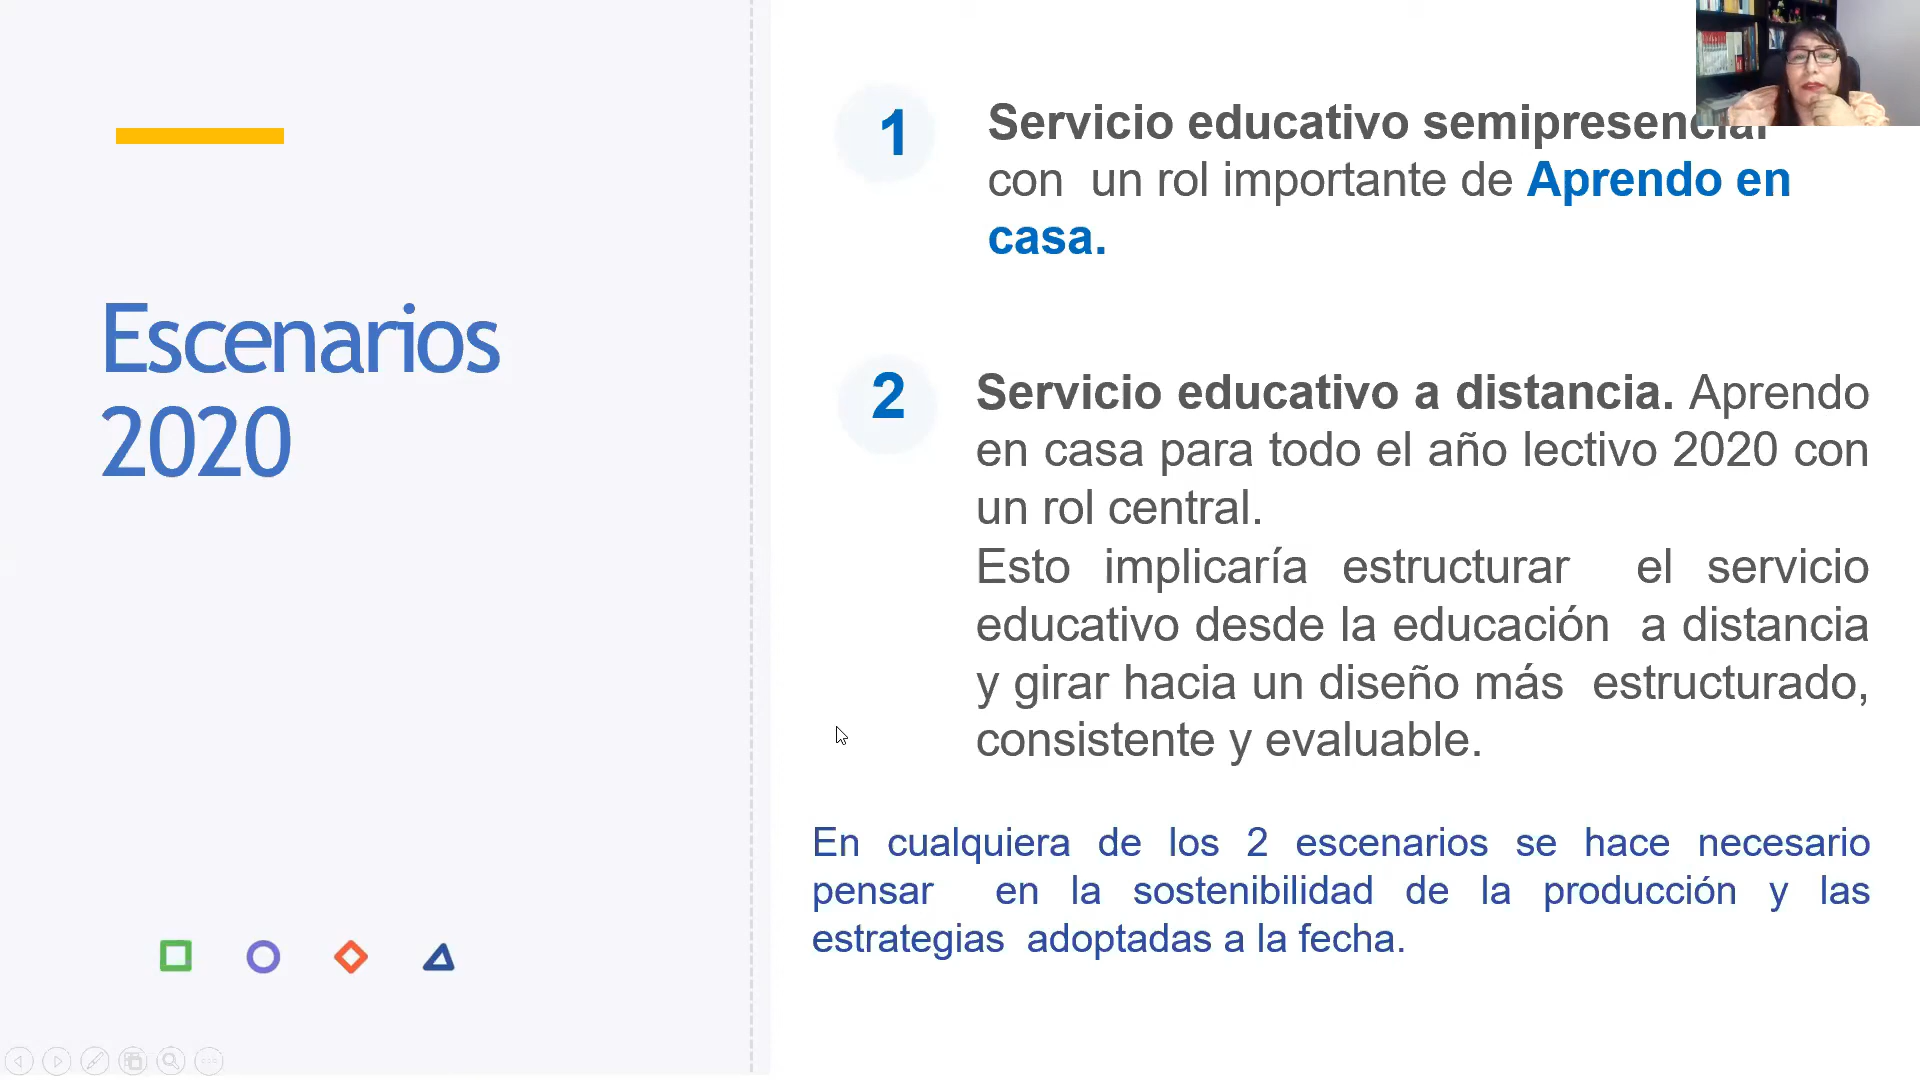 Escenarios
2020
1
Servicio educativo semipresencial
con un rol importante de Aprendo en
casa.
2
Servicio educativo a distancia. Aprendo
en casa para todo el año lectivo 2020 con
un rol central.
Esto implicaría estructurar el servicio
educativo desde la educación a distancia
y girar hacia un diseño más estructurado,
consistente y evaluable.
En cualquiera de los 2 escenarios se hace necesario
pensar en la sostenibilidad de la producción y las
estrategias adoptadas a la fecha.